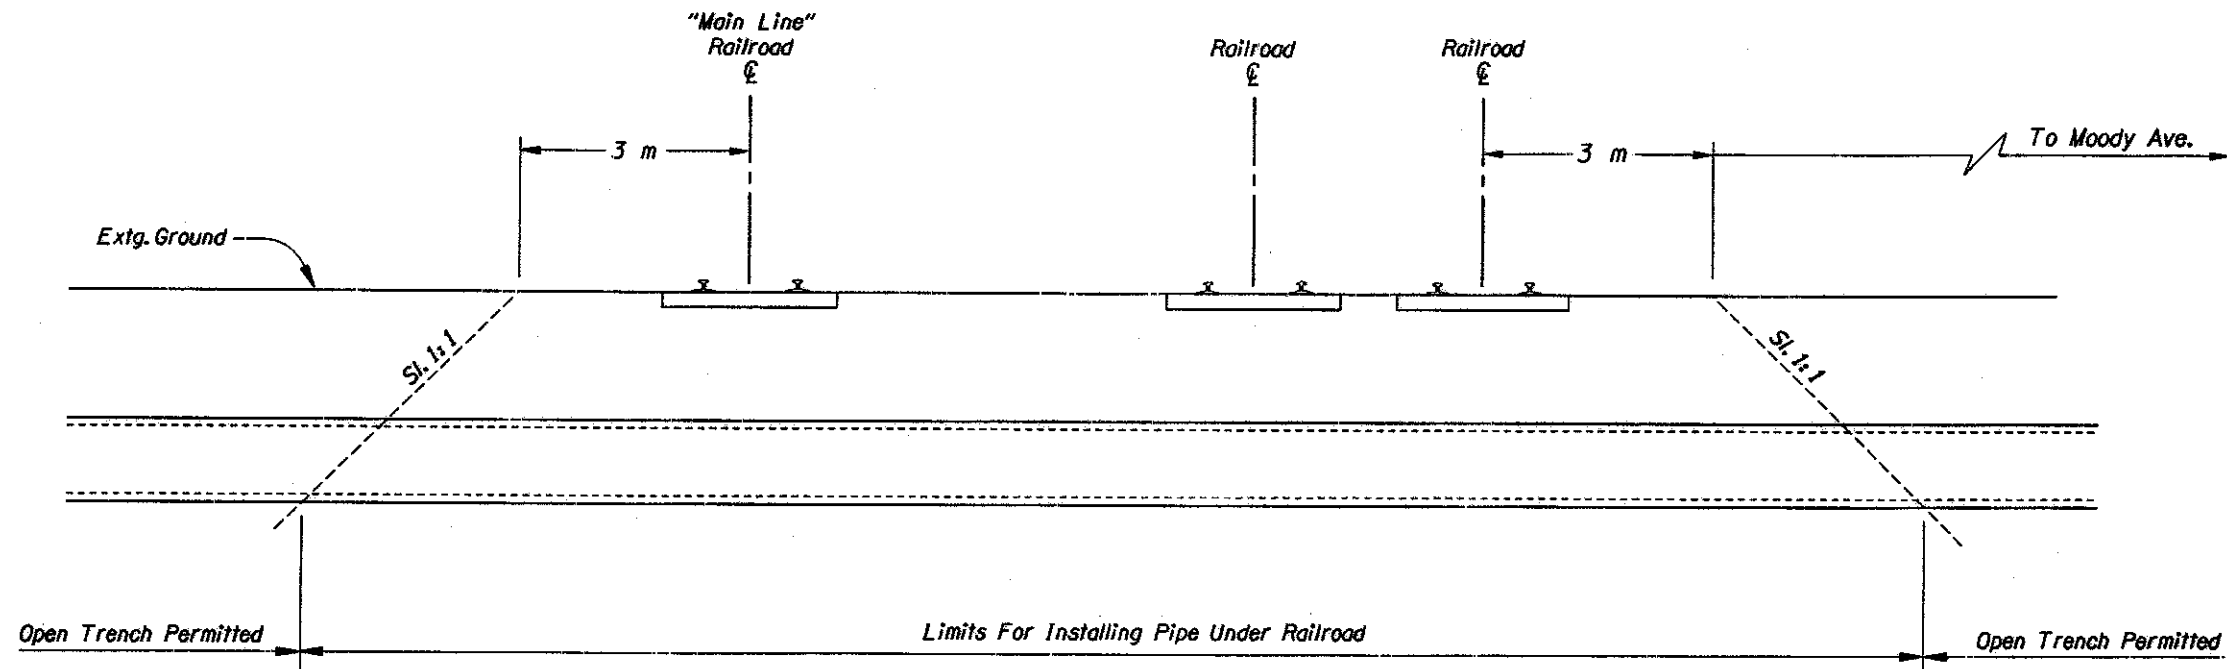 "Main Line"
Railroad
℄
Railroad
℄
Railroad
℄
3 m
3 m
To Moody Ave.
Extg. Ground
Sl. 1:1
Sl. 1:1
Open Trench Permitted
Limits For Installing Pipe Under Railroad
Open Trench Permitted